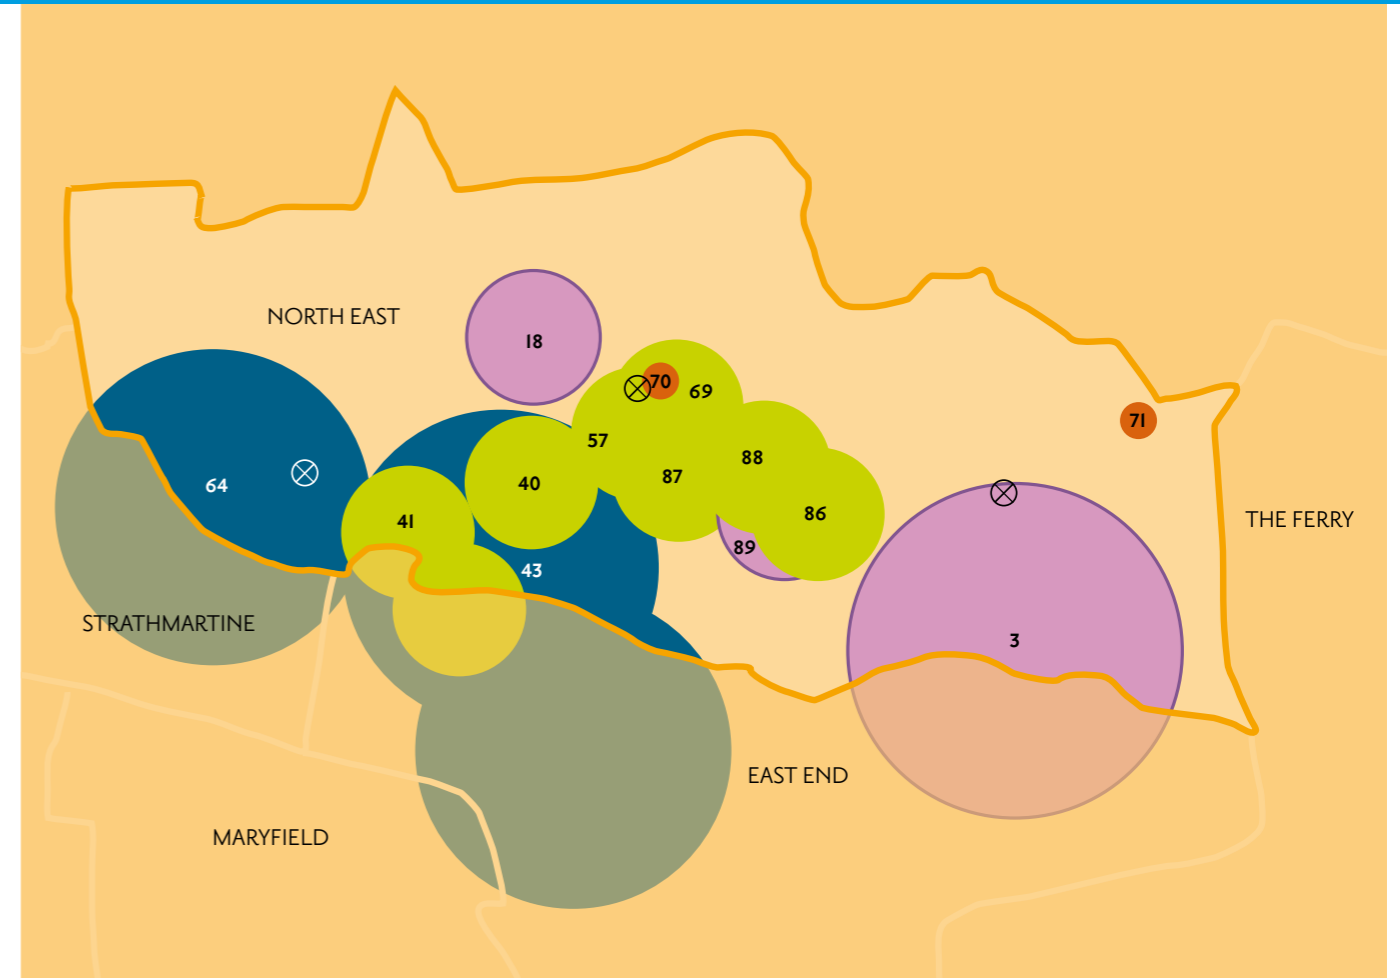 NORTH EAST
18
70
69
71
57
88
87
40
64
86
41
THE FERRY
89
43
STRATHMARTINE
3
EAST END
MARYFIELD